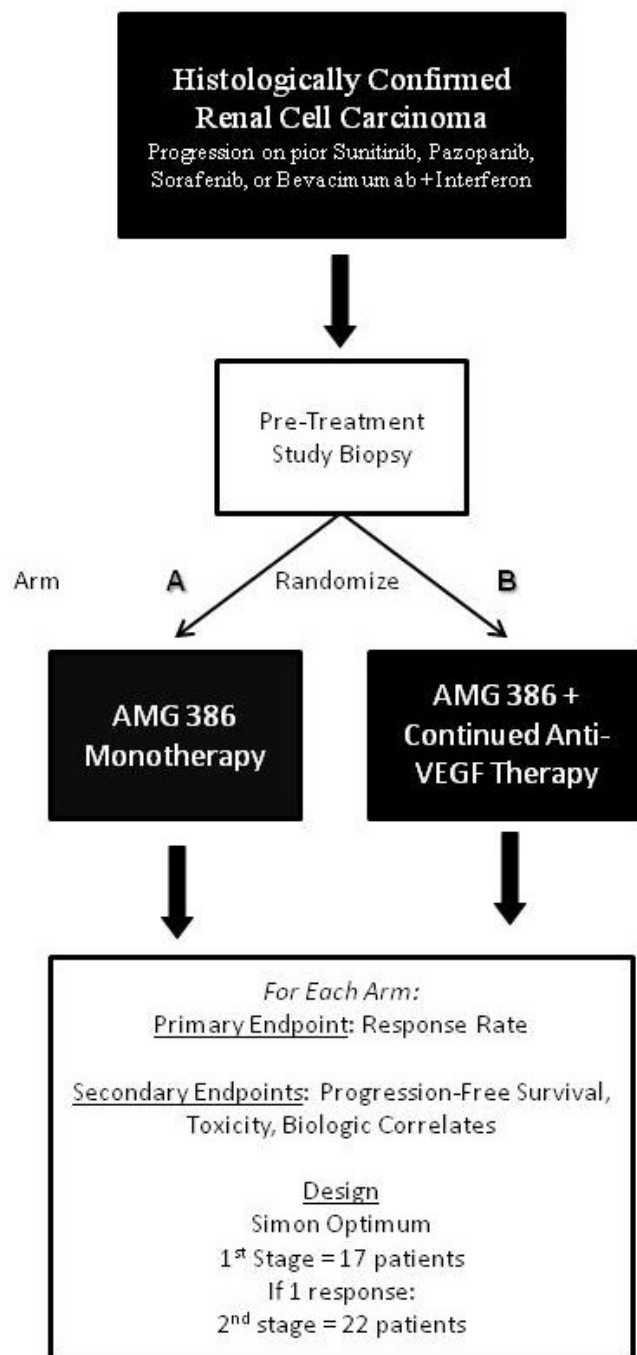 Histologically Confirmed
Renal Cell Carcinoma
Progression on pior Sunitinib, Pazopanib,
Sorafenib, or Bevacimumab + Interferon
Pre-Treatment
Study Biopsy
Arm A Randomize B
AMG 386
Monotherapy
AMG 386 +
Continued Anti-
VEGF Therapy
For Each Arm:
Primary Endpoint: Response Rate
Secondary Endpoints: Progression-Free Survival,
Toxicity, Biologic Correlates
Design
Simon Optimum
1st Stage = 17 patients
If 1 response:
2nd stage = 22 patients